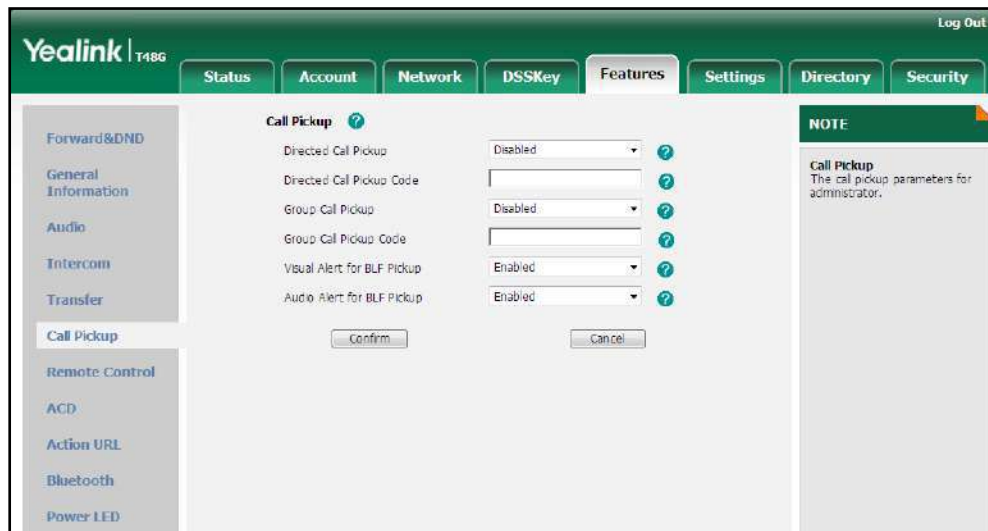 Log Out
Yealink | T48G
Status Account Network DSSKey Features Settings Directory Security
Forward&DND
General
Information
Audio
Intercom
Transfer
Call Pickup
Remote Control
ACD
Action URL
Bluetooth
Power LED
Call Pickup ?
Directed Call Pickup Disabled ?
Directed Call Pickup Code ?
Group Call Pickup Disabled ?
Group Call Pickup Code ?
Visual Alert for BLF Pickup Enabled ?
Audio Alert for BLF Pickup Enabled ?
Confirm Cancel
NOTE
Call Pickup
The call pickup parameters for
administrator.